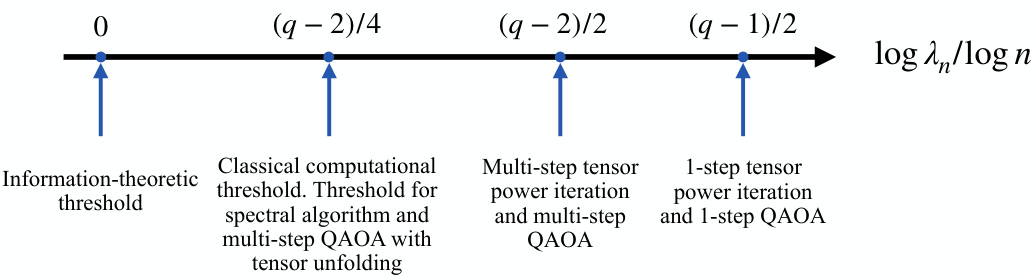 0
(q − 2)/4
(q − 2)/2
(q − 1)/2
log λₙ/log n
Information-theoretic
threshold
Classical computational
threshold. Threshold for
spectral algorithm and
multi-step QAOA with
tensor unfolding
Multi-step tensor
power iteration
and multi-step
QAOA
1-step tensor
power iteration
and 1-step QAOA